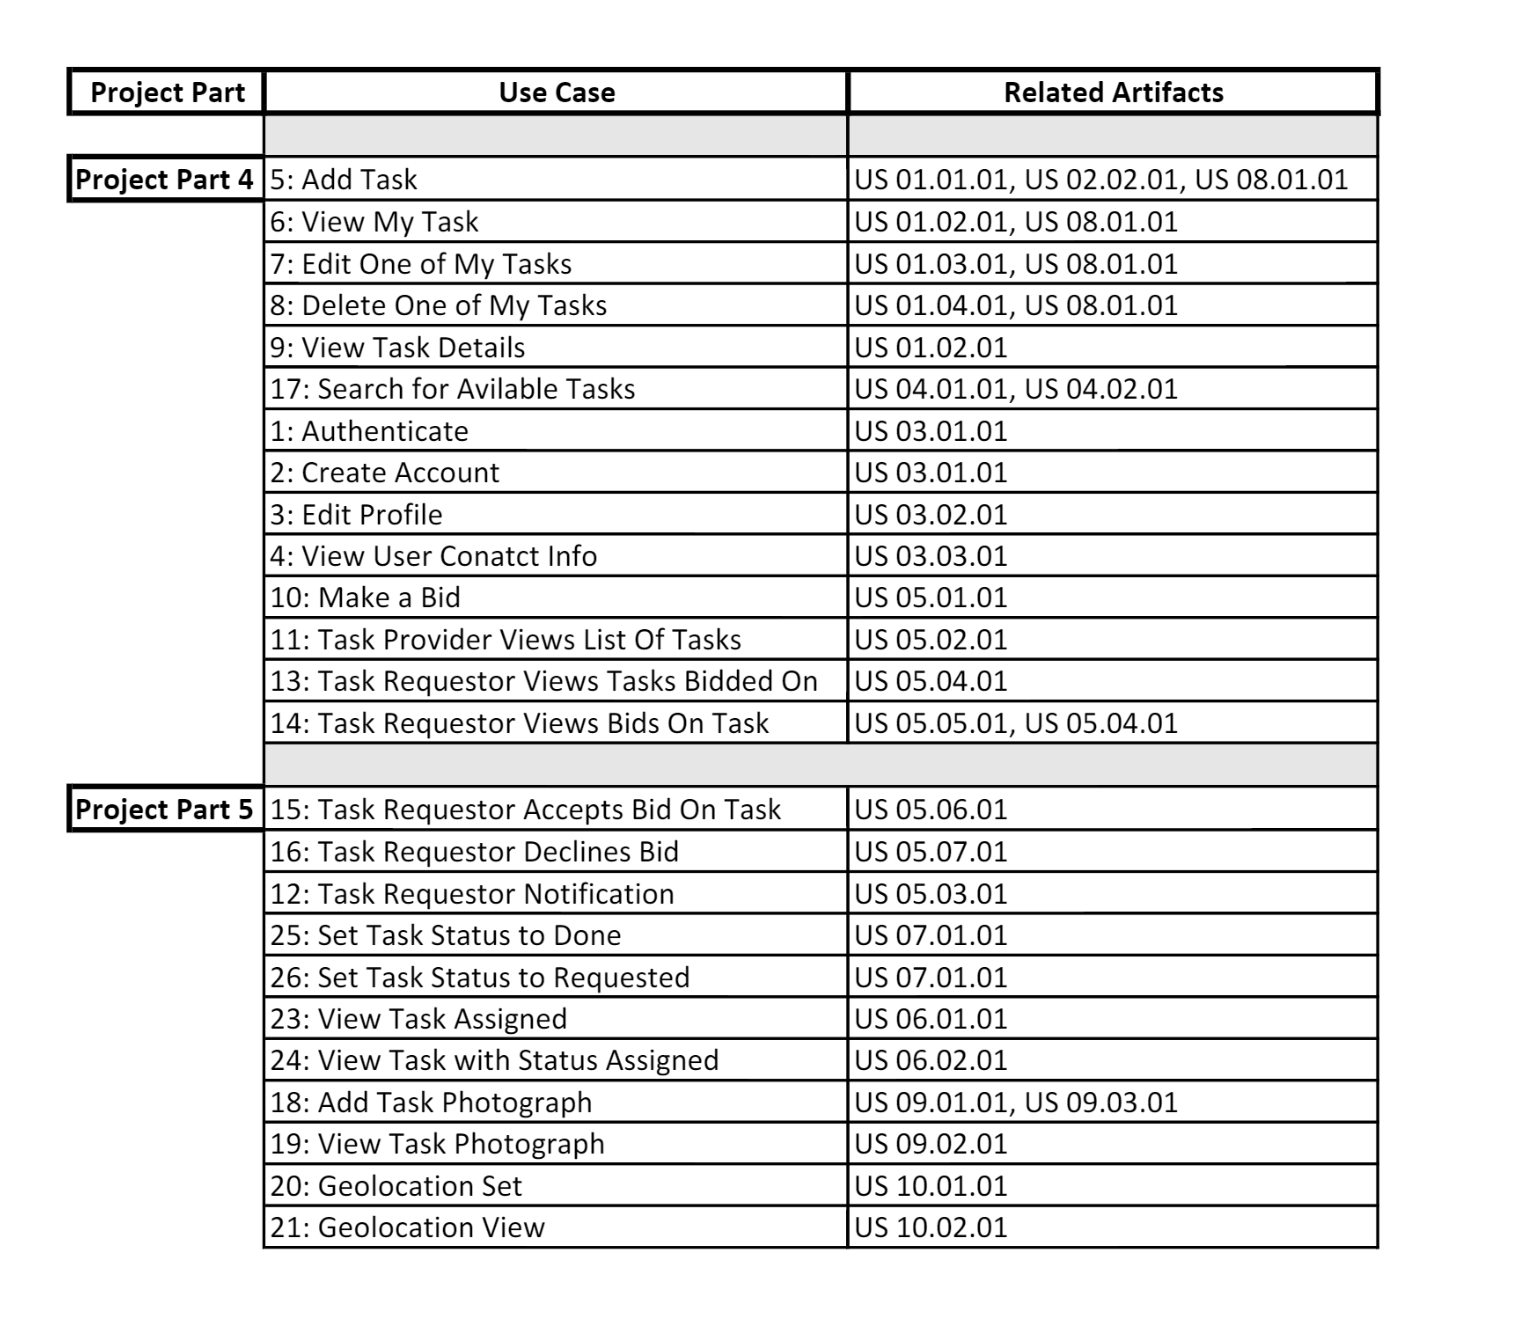 Project Part Use Case Related Artifacts
Project Part 4 5: Add Task US 01.01.01, US 02.02.01, US 08.01.01
6: View My Task US 01.02.01, US 08.01.01
7: Edit One of My Tasks US 01.03.01, US 08.01.01
8: Delete One of My Tasks US 01.04.01, US 08.01.01
9: View Task Details US 01.02.01
17: Search for Avilable Tasks US 04.01.01, US 04.02.01
1: Authenticate US 03.01.01
2: Create Account US 03.01.01
3: Edit Profile US 03.02.01
4: View User Conatct Info US 03.03.01
10: Make a Bid US 05.01.01
11: Task Provider Views List Of Tasks US 05.02.01
13: Task Requestor Views Tasks Bidded On US 05.04.01
14: Task Requestor Views Bids On Task US 05.05.01, US 05.04.01
Project Part 5 15: Task Requestor Accepts Bid On Task US 05.06.01
16: Task Requestor Declines Bid US 05.07.01
12: Task Requestor Notification US 05.03.01
25: Set Task Status to Done US 07.01.01
26: Set Task Status to Requested US 07.01.01
23: View Task Assigned US 06.01.01
24: View Task with Status Assigned US 06.02.01
18: Add Task Photograph US 09.01.01, US 09.03.01
19: View Task Photograph US 09.02.01
20: Geolocation Set US 10.01.01
21: Geolocation View US 10.02.01